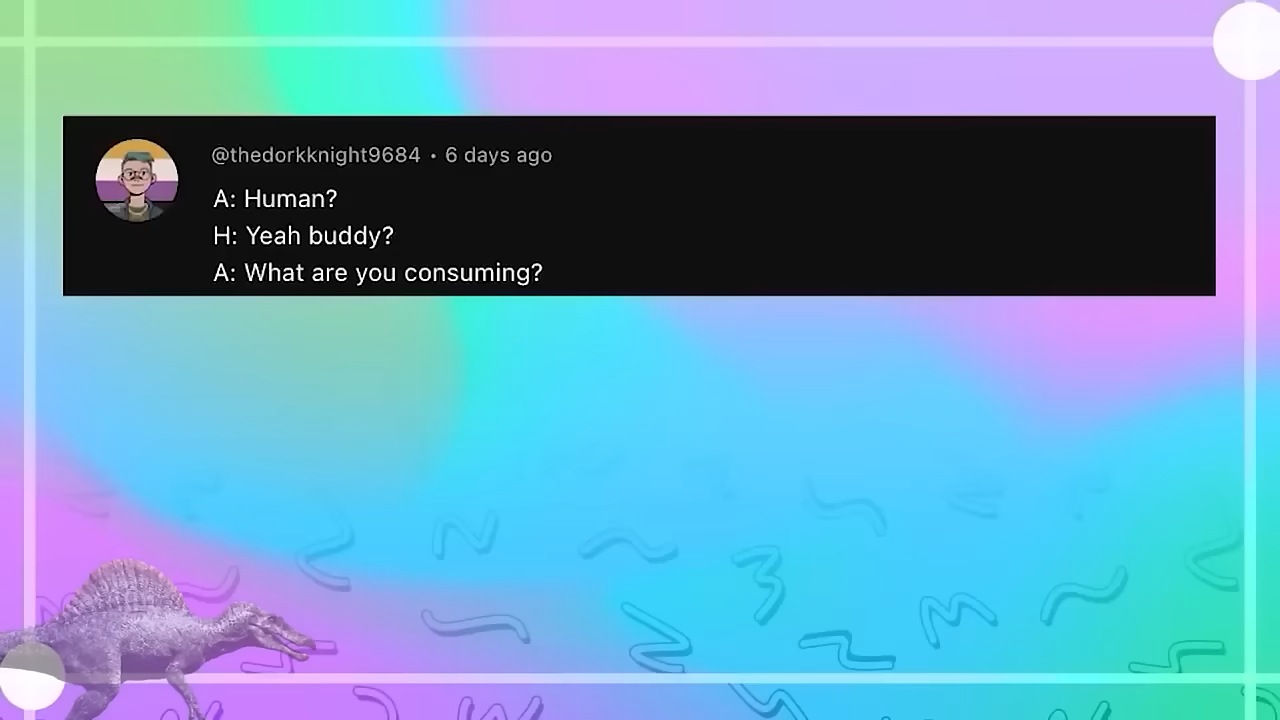 @thedorkknight9684 • 6 days ago
A: Human?
H: Yeah buddy?
A: What are you consuming?